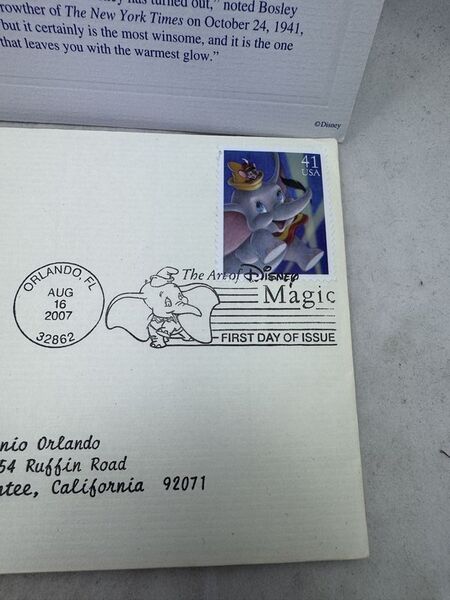 has turned out," noted Bosley
rowther of The New York Times on October 24, 1941,
but it certainly is the most winsome, and it is the one
that leaves you with the warmest glow."
©Disney
41
USA
The Art of Disney
Magic
FIRST DAY OF ISSUE
ORLANDO, FL
AUG
16
2007
32862
nio Orlando
54 Ruffin Road
ntee, California 92071